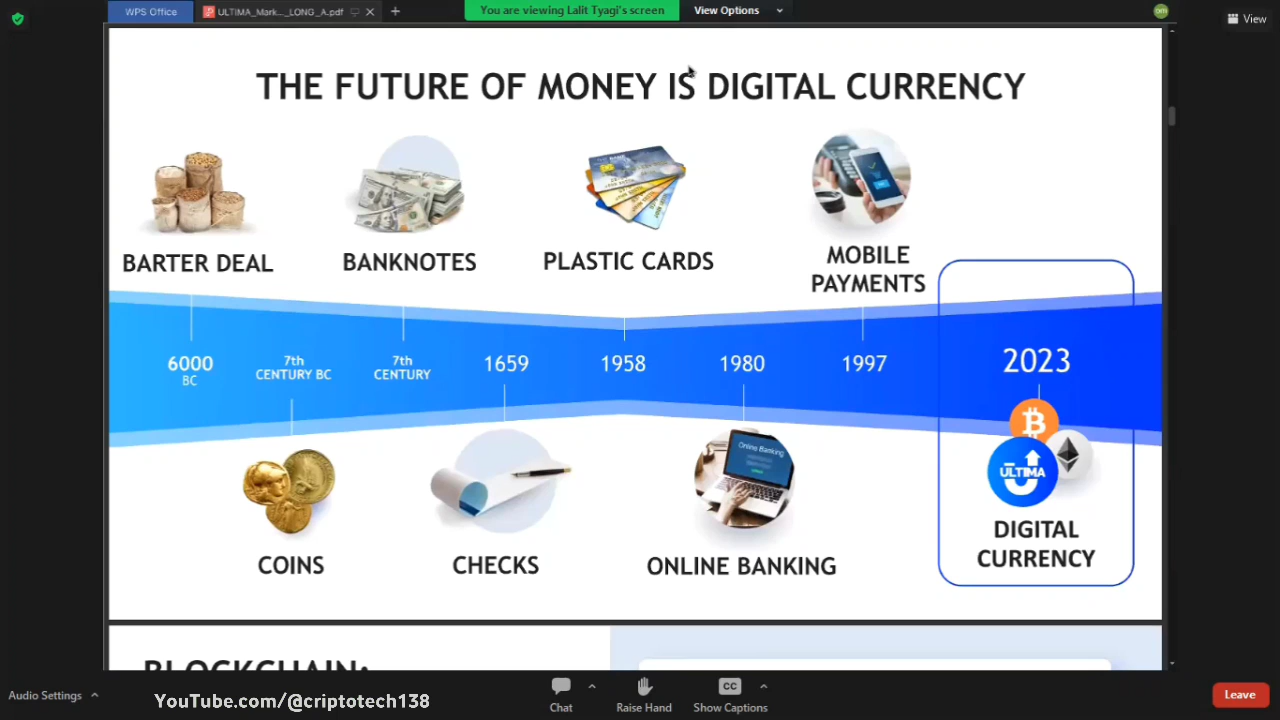 WPS Office
ULTIMA_Mark..._LONG_A.pdf
You are viewing Lalit Tyagi's screen
View Options
View
THE FUTURE OF MONEY IS DIGITAL CURRENCY
BARTER DEAL
BANKNOTES
PLASTIC CARDS
MOBILE
PAYMENTS
6000
BC
7th
CENTURY BC
7th
CENTURY
1659
1958
1980
1997
2023
Online Banking
ULTIMA
COINS
CHECKS
ONLINE BANKING
DIGITAL
CURRENCY
BLOCKCHAIN:
Audio Settings
YouTube.com/@criptotech138
Chat
Raise Hand
CC
Show Captions
Leave